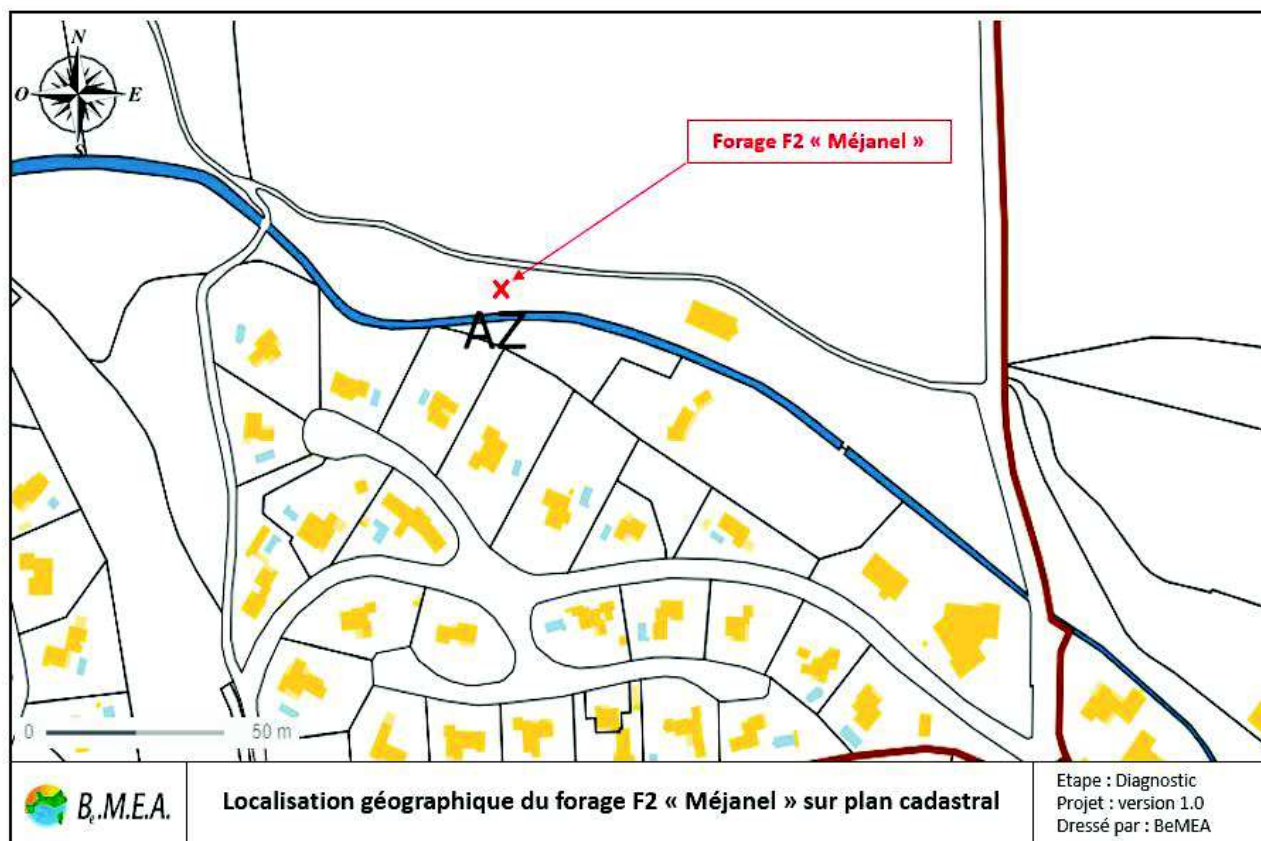 N
O
E
S
Forage F2 « Méjanel »
AZ
0 50 m
B.M.E.A.
Localisation géographique du forage F2 « Méjanel » sur plan cadastral
Etape : Diagnostic
Projet : version 1.0
Dressé par : BeMEA